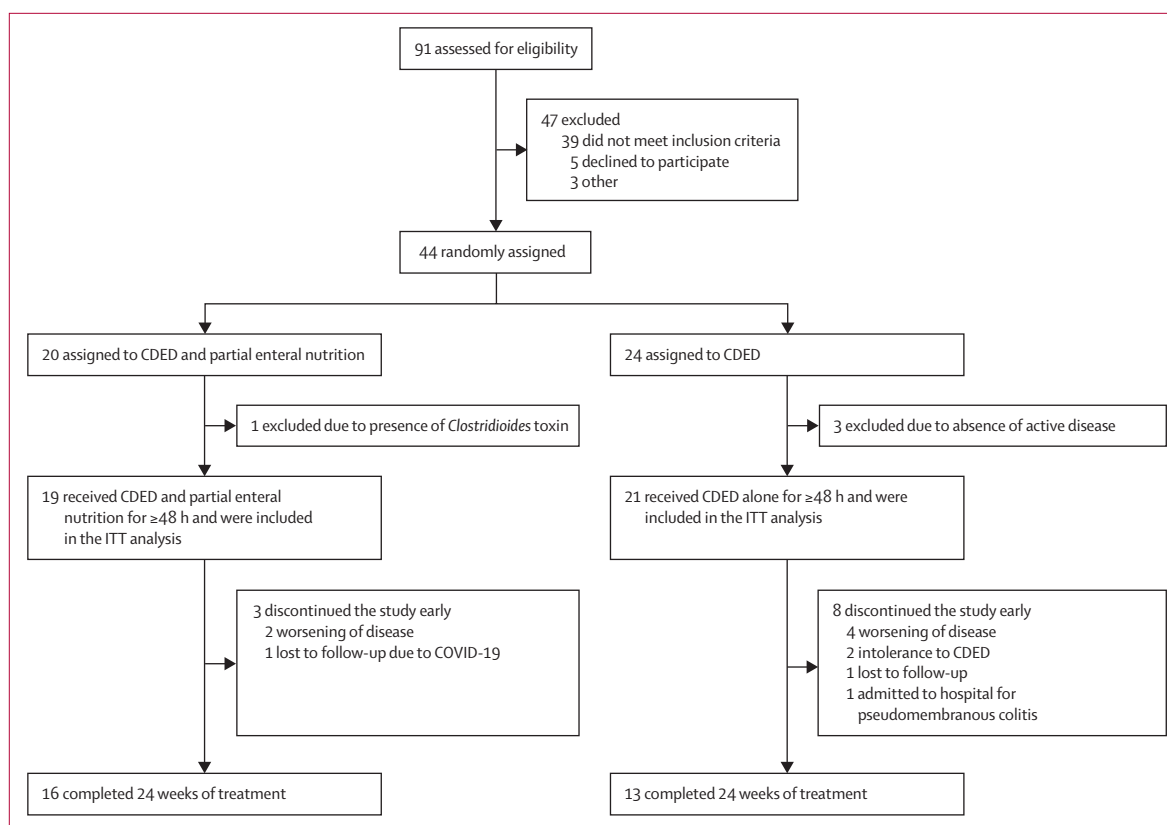 91 assessed for eligibility
47 excluded
39 did not meet inclusion criteria
5 declined to participate
3 other
44 randomly assigned
20 assigned to CDED and partial enteral nutrition
24 assigned to CDED
1 excluded due to presence of Clostridioides toxin
3 excluded due to absence of active disease
19 received CDED and partial enteral
nutrition for ≥48 h and were included
in the ITT analysis
21 received CDED alone for ≥48 h and were
included in the ITT analysis
3 discontinued the study early
2 worsening of disease
1 lost to follow-up due to COVID-19
8 discontinued the study early
4 worsening of disease
2 intolerance to CDED
1 lost to follow-up
1 admitted to hospital for
pseudomembranous colitis
16 completed 24 weeks of treatment
13 completed 24 weeks of treatment